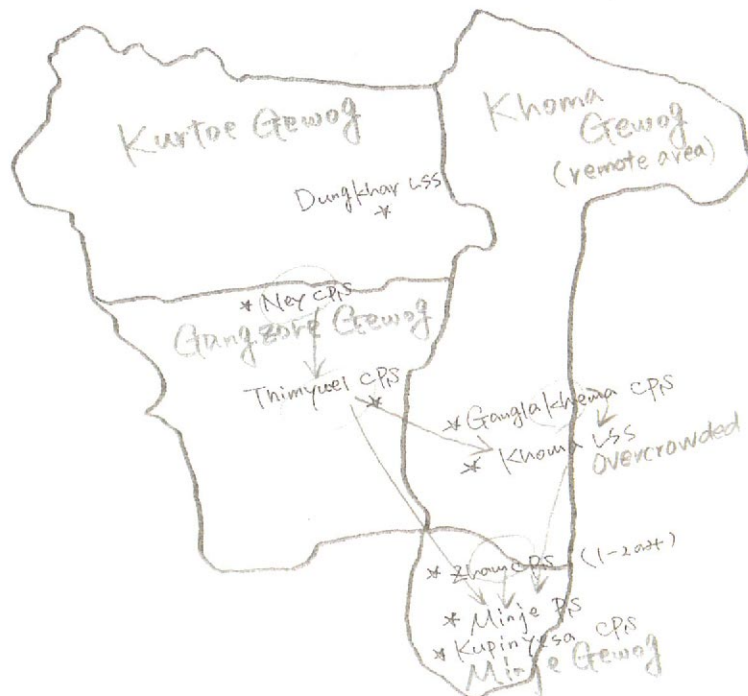 Kurtoe Gewog
Khoma
Gewog
(remote area)
Dungkhar LSS
Ney CPS
Gangzore Gewog
Thimyuel CPS
Ganglakhema CPS
Khoma LSS
Overcrowded
Zham CPS
Minje PS
Kupinyesa CPS
Minje Gewog